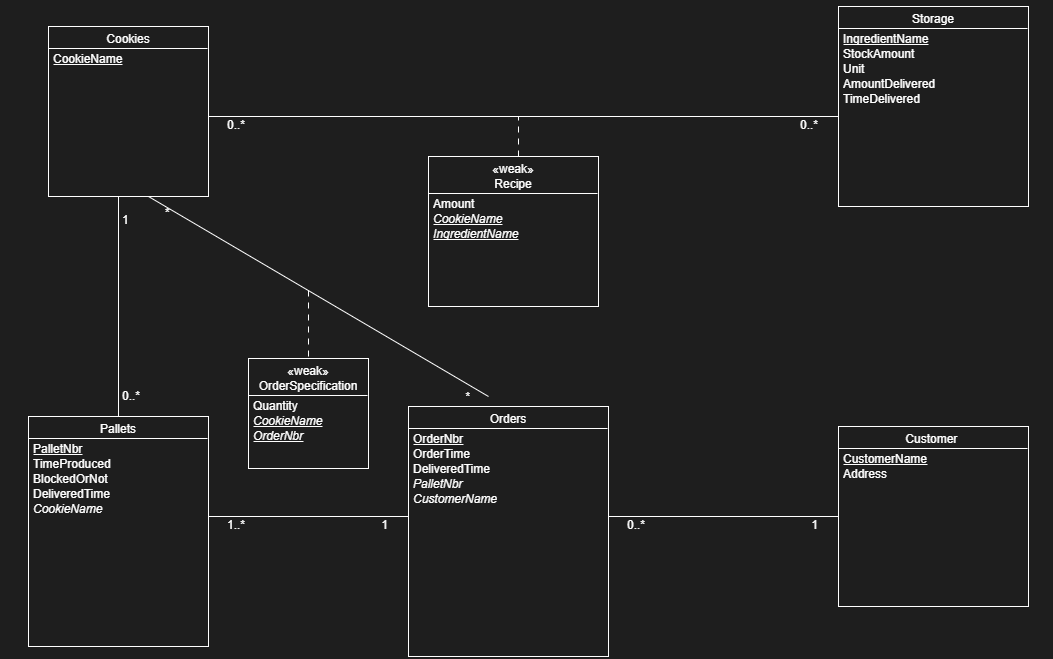 Cookies
CookieName
Storage
IngredientName
StockAmount
Unit
AmountDelivered
TimeDelivered
0..*
0..*
«weak»
Recipe
Amount
CookieName
IngredientName
1
*
0..*
«weak»
OrderSpecification
Quantity
CookieName
OrderNbr
*
Pallets
PalletNbr
TimeProduced
BlockedOrNot
DeliveredTime
CookieName
1..*
1
Orders
OrderNbr
OrderTime
DeliveredTime
PalletNbr
CustomerName
0..*
1
Customer
CustomerName
Address